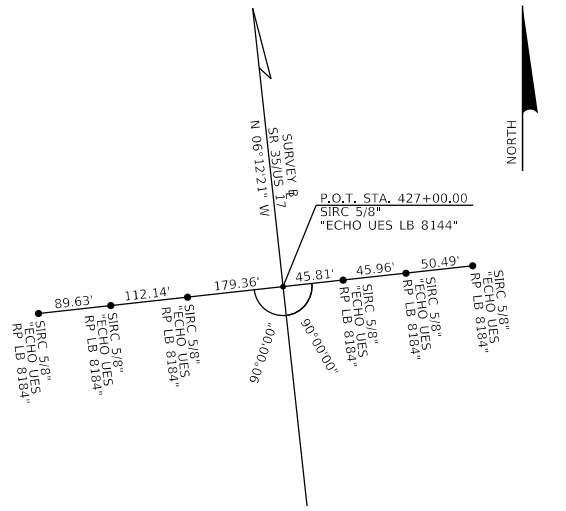 NORTH
SURVEY B
SR 35/US 17
N 06°12'21" W
P.O.T. STA. 427+00.00
SIRC 5/8"
"ECHO UES LB 8144"
89.63'
112.14'
179.36'
45.81'
45.96'
50.49'
SIRC 5/8"
"ECHO UES
RP LB 8184"
SIRC 5/8"
"ECHO UES
RP LB 8184"
SIRC 5/8"
"ECHO UES
RP LB 8184"
90°00'00"
90°00'00"
SIRC 5/8"
"ECHO UES
RP LB 8184"
SIRC 5/8"
"ECHO UES
RP LB 8184"
SIRC 5/8"
"ECHO UES
RP LB 8184"